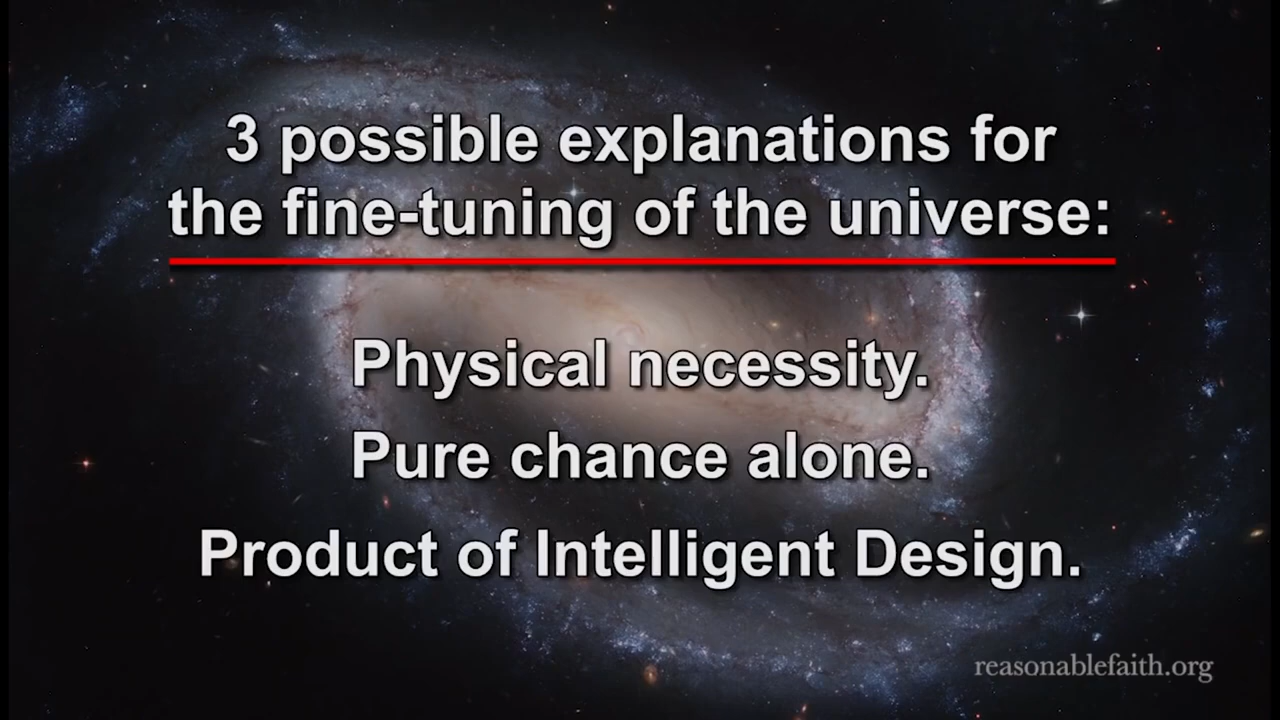 3 possible explanations for
the fine-tuning of the universe:
Physical necessity.
Pure chance alone.
Product of Intelligent Design.
reasonablefaith.org